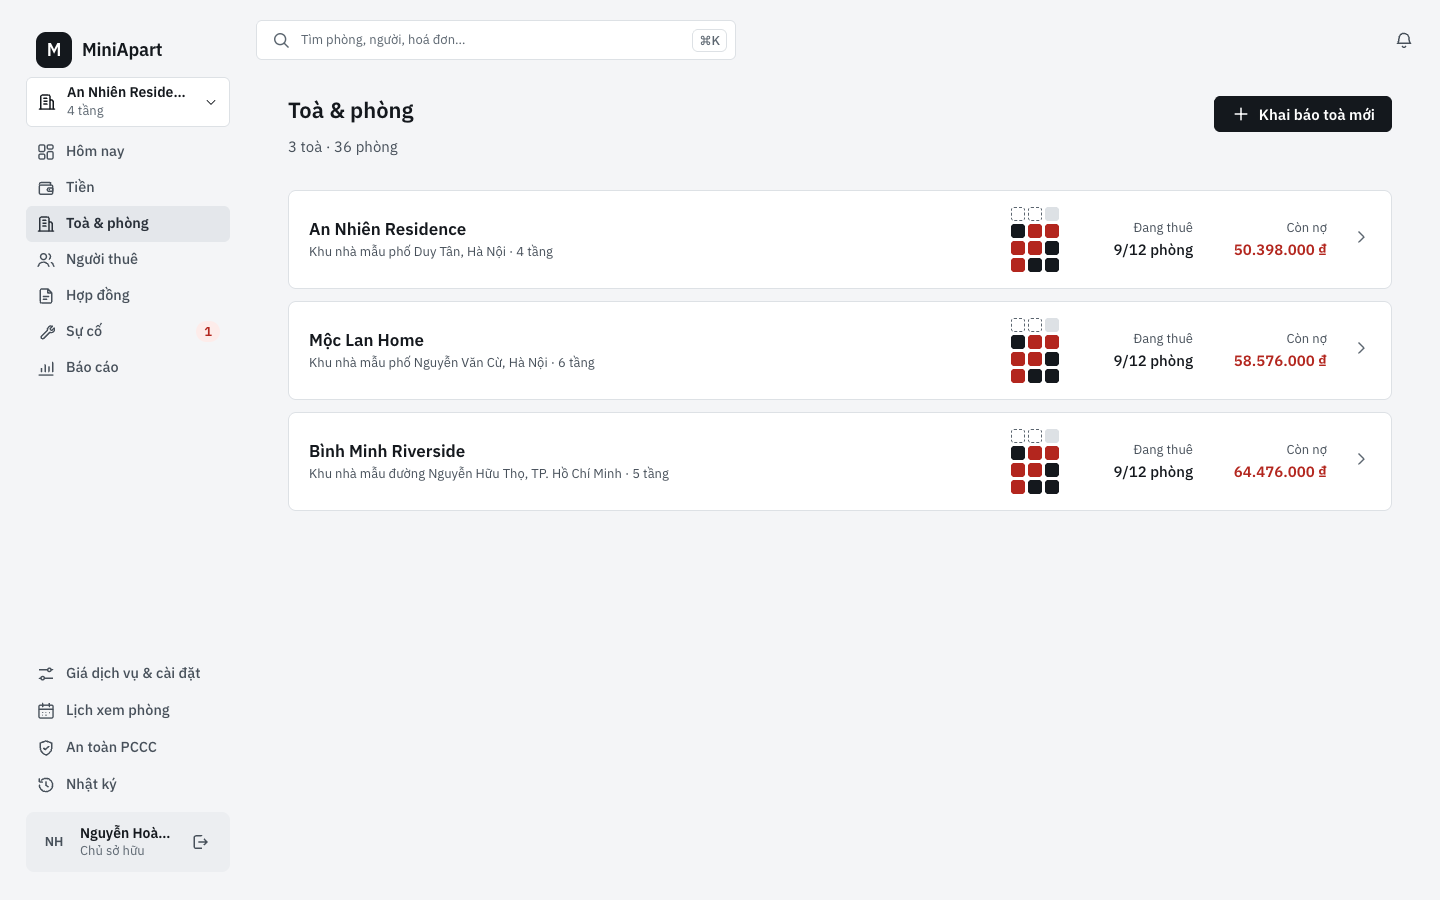 M MiniApart
An Nhiên Reside...
4 tầng
Hôm nay
Tiền
Toà & phòng
Người thuê
Hợp đồng
Sự cố 1
Báo cáo
Giá dịch vụ & cài đặt
Lịch xem phòng
An toàn PCCC
Nhật ký
NH
Nguyễn Hoà...
Chủ sở hữu
Tìm phòng, người, hoá đơn... ⌘K
Toà & phòng
3 toà · 36 phòng
Khai báo toà mới
An Nhiên Residence
Khu nhà mẫu phố Duy Tân, Hà Nội · 4 tầng
Đang thuê
9/12 phòng
Còn nợ
50.398.000 ₫
Mộc Lan Home
Khu nhà mẫu phố Nguyễn Văn Cừ, Hà Nội · 6 tầng
Đang thuê
9/12 phòng
Còn nợ
58.576.000 ₫
Bình Minh Riverside
Khu nhà mẫu đường Nguyễn Hữu Thọ, TP. Hồ Chí Minh · 5 tầng
Đang thuê
9/12 phòng
Còn nợ
64.476.000 ₫